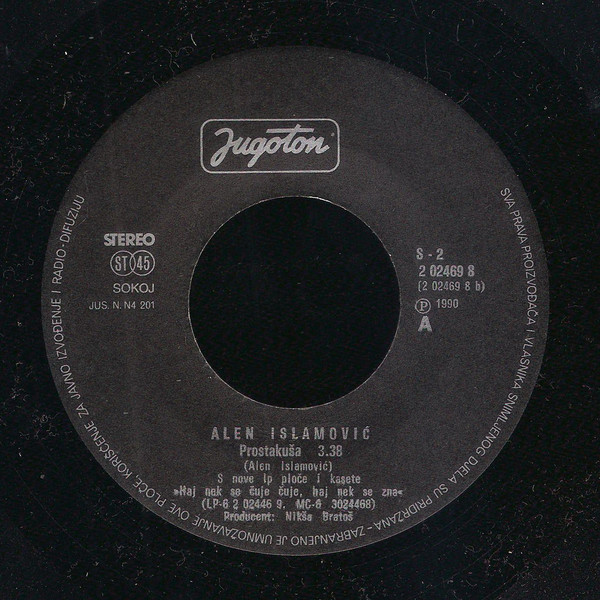 Jugoton
STEREO
ST 45
SOKOJ
JUS. N. N4 201
S - 2
2 02469 8
(2 02469 8 b)
Ⓟ 1990
A
ALEN ISLAMOVIĆ
Prostakuša 3.38
(Alen Islamović)
S nove lp ploče i kasete
»Haj nek se čuje čuje, haj nek se zna«
(LP-6 2 02446 9. MC-6 3024468)
Producent: Nikša Bratoš
SVA PRAVA PROIZVOĐAČA I VLASNIKA SNIMLJENOG DJELA SU PRIDRŽANA - ZABRANJENO JE UMNOŽAVANJE OVE PLOČE KORIŠĆENJE ZA JAVNO IZVOĐENJE I RADIO-DIFUZIJU